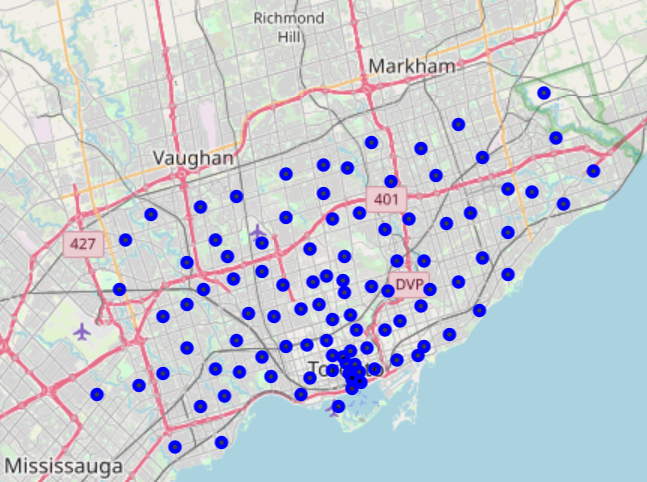 Richmond
Hill
Markham
Vaughan
401
427
DVP
Toronto
Mississauga